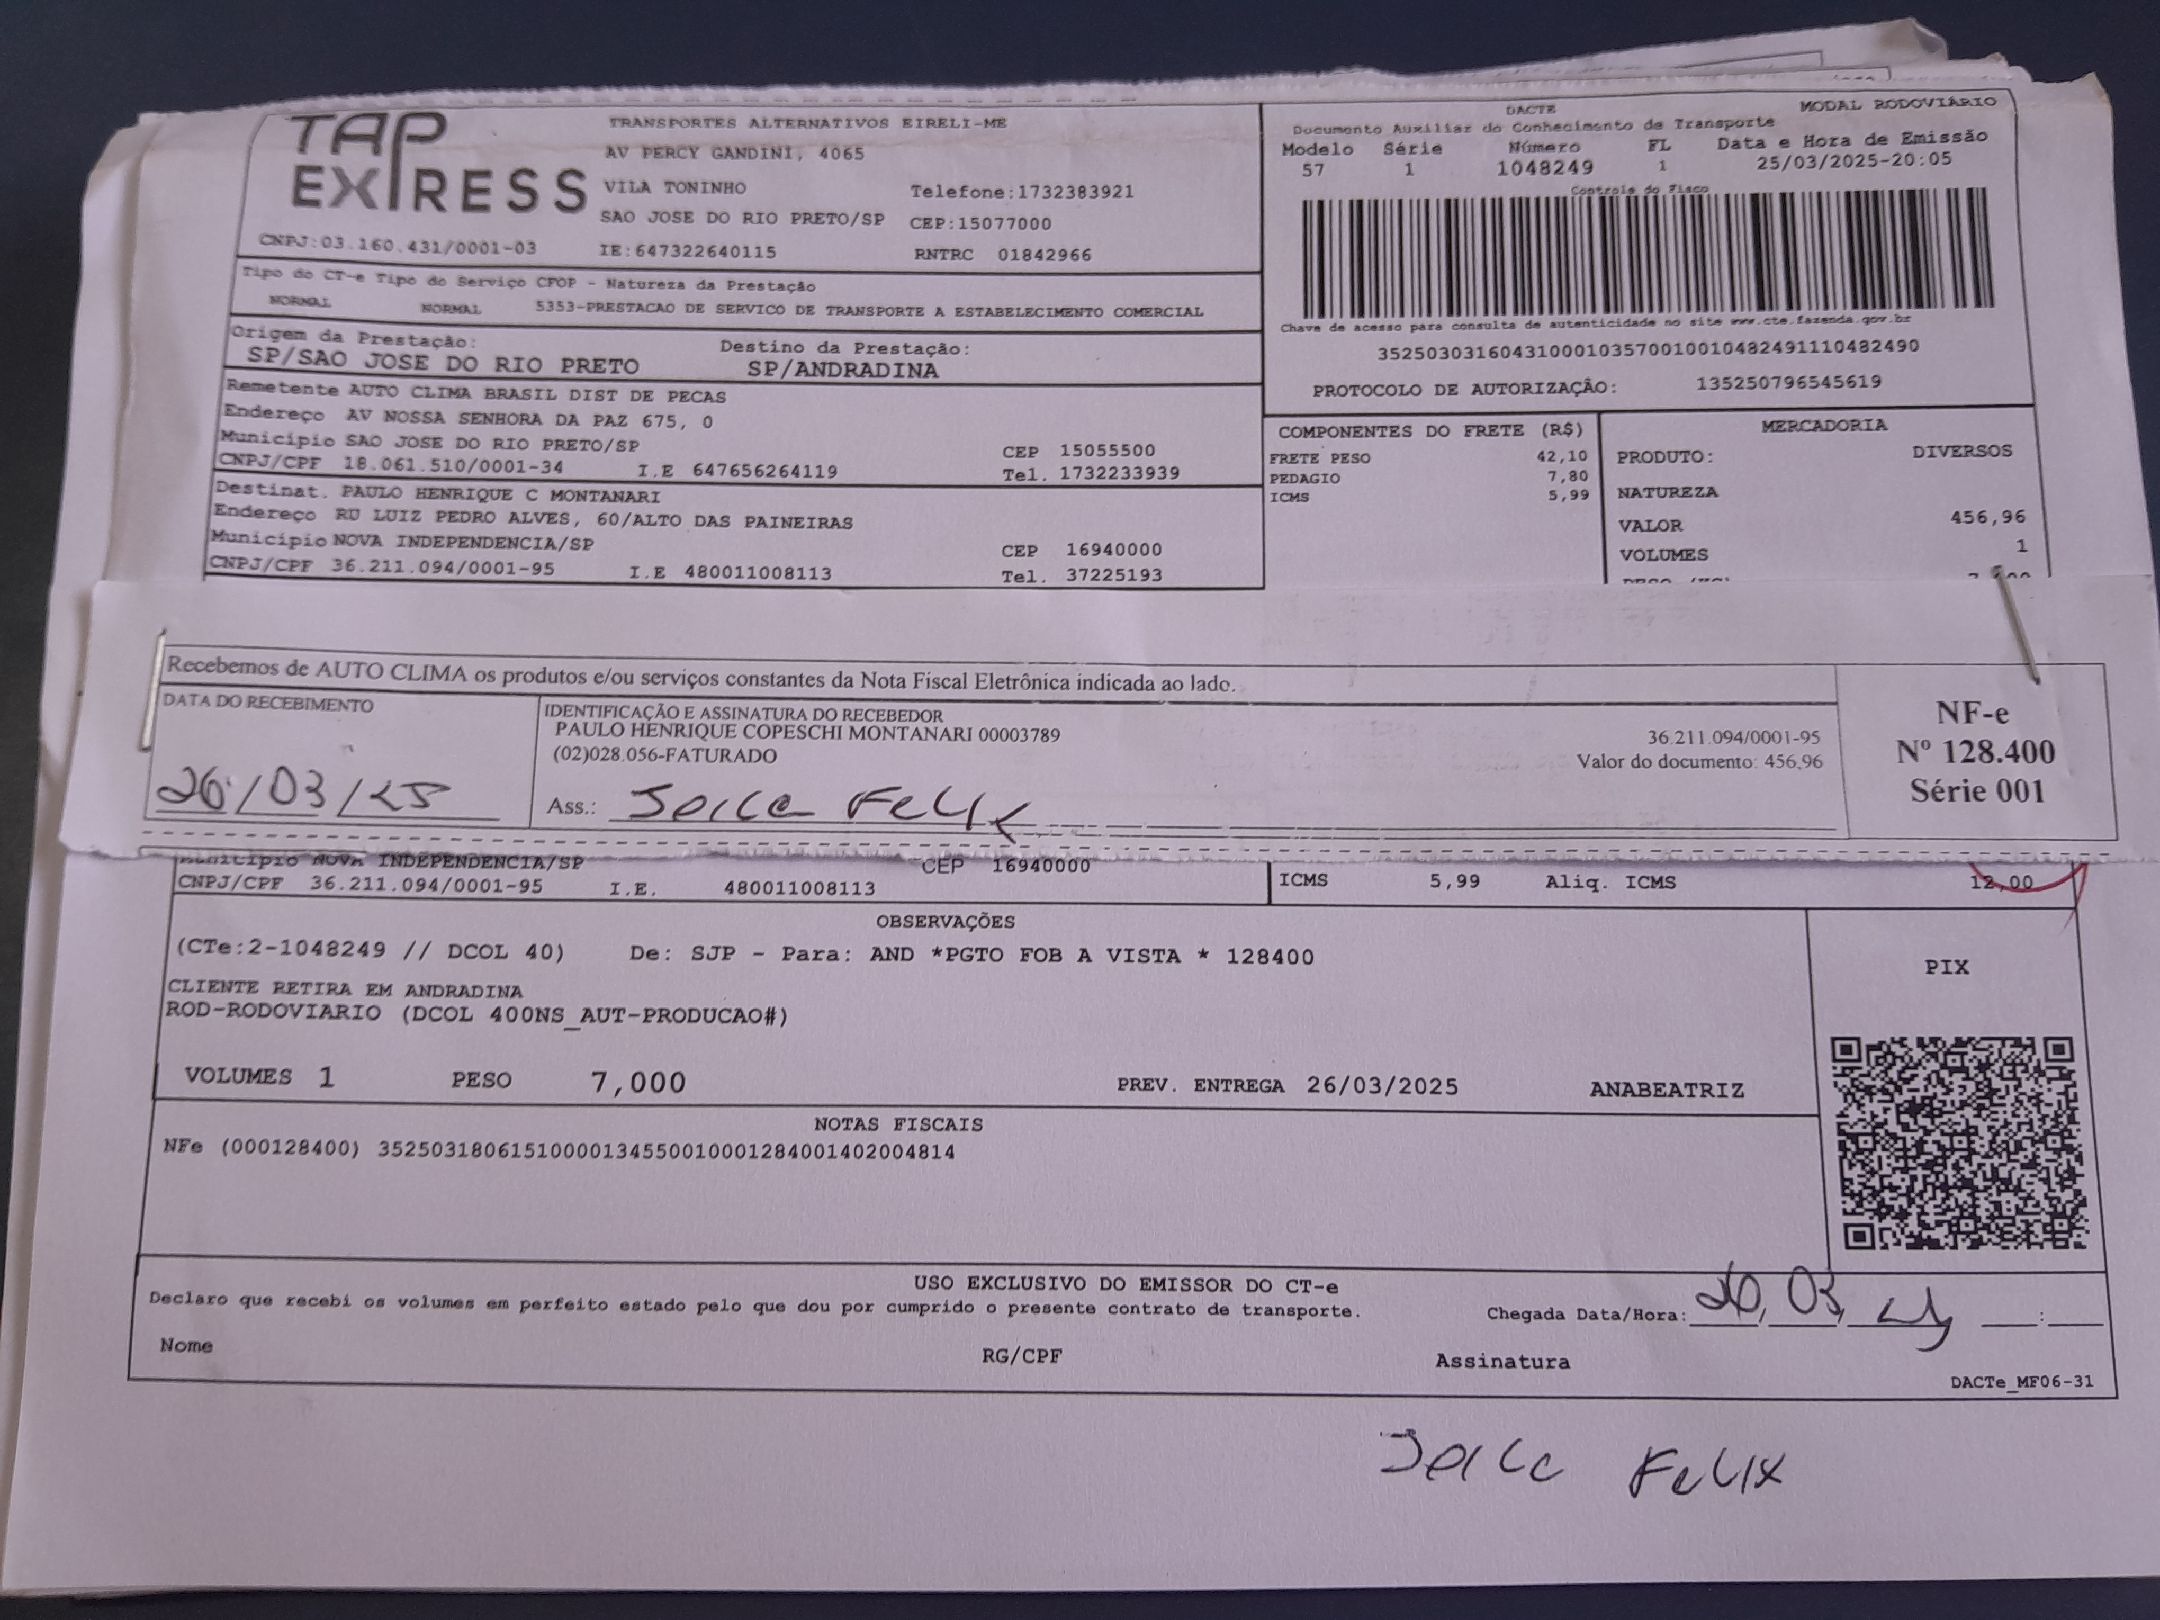 TAP EXPRESS
TRANSPORTES ALTERNATIVOS EIRELI-ME
AV PERCY GANDINI, 4065
VILA TONINHO Telefone:1732383921
SAO JOSE DO RIO PRETO/SP CEP:15077000
CNPJ:03.160.431/0001-03 IE:647322640115 RNTRC 01842966
DACTE MODAL RODOVIÁRIO
Documento Auxiliar do Conhecimento de Transporte
Modelo Série Número FL Data e Hora de Emissão
57 1 1048249 1 25/03/2025-20:05
Controle do Fisco
Chave de acesso para consulta de autenticidade no site www.cte.fazenda.gov.br
35250303160431000103570010010482491110482490
PROTOCOLO DE AUTORIZAÇÃO: 135250796545619
Tipo do CT-e Tipo do Serviço CFOP - Natureza da Prestação
NORMAL NORMAL 5353-PRESTACAO DE SERVICO DE TRANSPORTE A ESTABELECIMENTO COMERCIAL
Origem da Prestação: Destino da Prestação:
SP/SAO JOSE DO RIO PRETO SP/ANDRADINA
Remetente AUTO CLIMA BRASIL DIST DE PECAS
Endereço AV NOSSA SENHORA DA PAZ 675, 0
Município SAO JOSE DO RIO PRETO/SP CEP 15055500
CNPJ/CPF 18.061.510/0001-34 I.E 647656264119 Tel. 1732233939
Destinat. PAULO HENRIQUE C MONTANARI
Endereço RU LUIZ PEDRO ALVES, 60/ALTO DAS PAINEIRAS
Município NOVA INDEPENDENCIA/SP CEP 16940000
CNPJ/CPF 36.211.094/0001-95 I.E 480011008113 Tel. 37225193
COMPONENTES DO FRETE (R$)
FRETE PESO 42,10
PEDAGIO 7,80
ICMS 5,99
MERCADORIA
PRODUTO: DIVERSOS
NATUREZA
VALOR 456,96
VOLUMES 1
Recebemos de AUTO CLIMA os produtos e/ou serviços constantes da Nota Fiscal Eletrônica indicada ao lado.
DATA DO RECEBIMENTO
26/03/25
IDENTIFICAÇÃO E ASSINATURA DO RECEBEDOR
PAULO HENRIQUE COPESCHI MONTANARI 00003789 36.211.094/0001-95
(02)028.056-FATURADO Valor do documento: 456,96
Ass.: Felix
NF-e
Nº 128.400
Série 001
Município NOVA INDEPENDENCIA/SP CEP 16940000
CNPJ/CPF 36.211.094/0001-95 I.E. 480011008113
ICMS 5,99 Aliq. ICMS 12,00
OBSERVAÇÕES
(CTe:2-1048249 // DCOL 40) De: SJP - Para: AND *PGTO FOB A VISTA * 128400
CLIENTE RETIRA EM ANDRADINA
ROD-RODOVIARIO (DCOL 400NS_AUT-PRODUCAO#)
VOLUMES 1 PESO 7,000 PREV. ENTREGA 26/03/2025 ANABEATRIZ
PIX
NOTAS FISCAIS
NFe (000128400) 35250318061510000134550010001284001402004814
USO EXCLUSIVO DO EMISSOR DO CT-e
Declaro que recebi os volumes em perfeito estado pelo que dou por cumprido o presente contrato de transporte.
Chegada Data/Hora: 26, 03, :
Nome RG/CPF Assinatura
DACTe_MF06-31
Felix